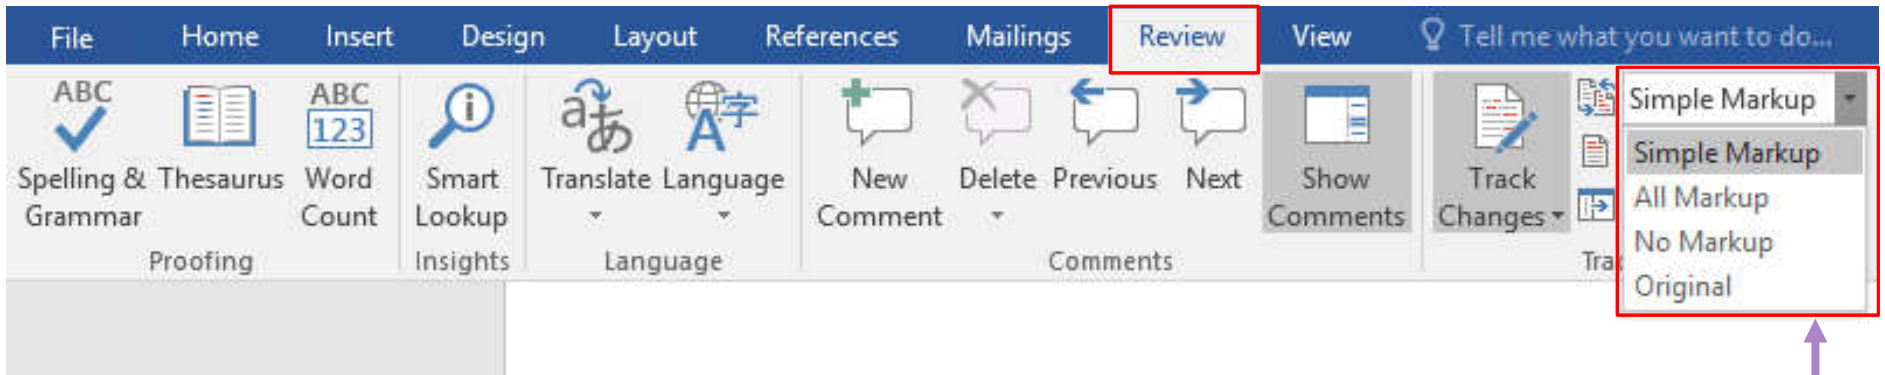 File Home Insert Design Layout References Mailings Review View Tell me what you want to do...
ABC
Spelling &
Grammar
Thesaurus
ABC
123
Word
Count
Proofing
Smart
Lookup
Insights
Translate
Language
Language
New
Comment
Delete
Previous
Next
Show
Comments
Comments
Track
Changes
Simple Markup
Simple Markup
All Markup
No Markup
Original